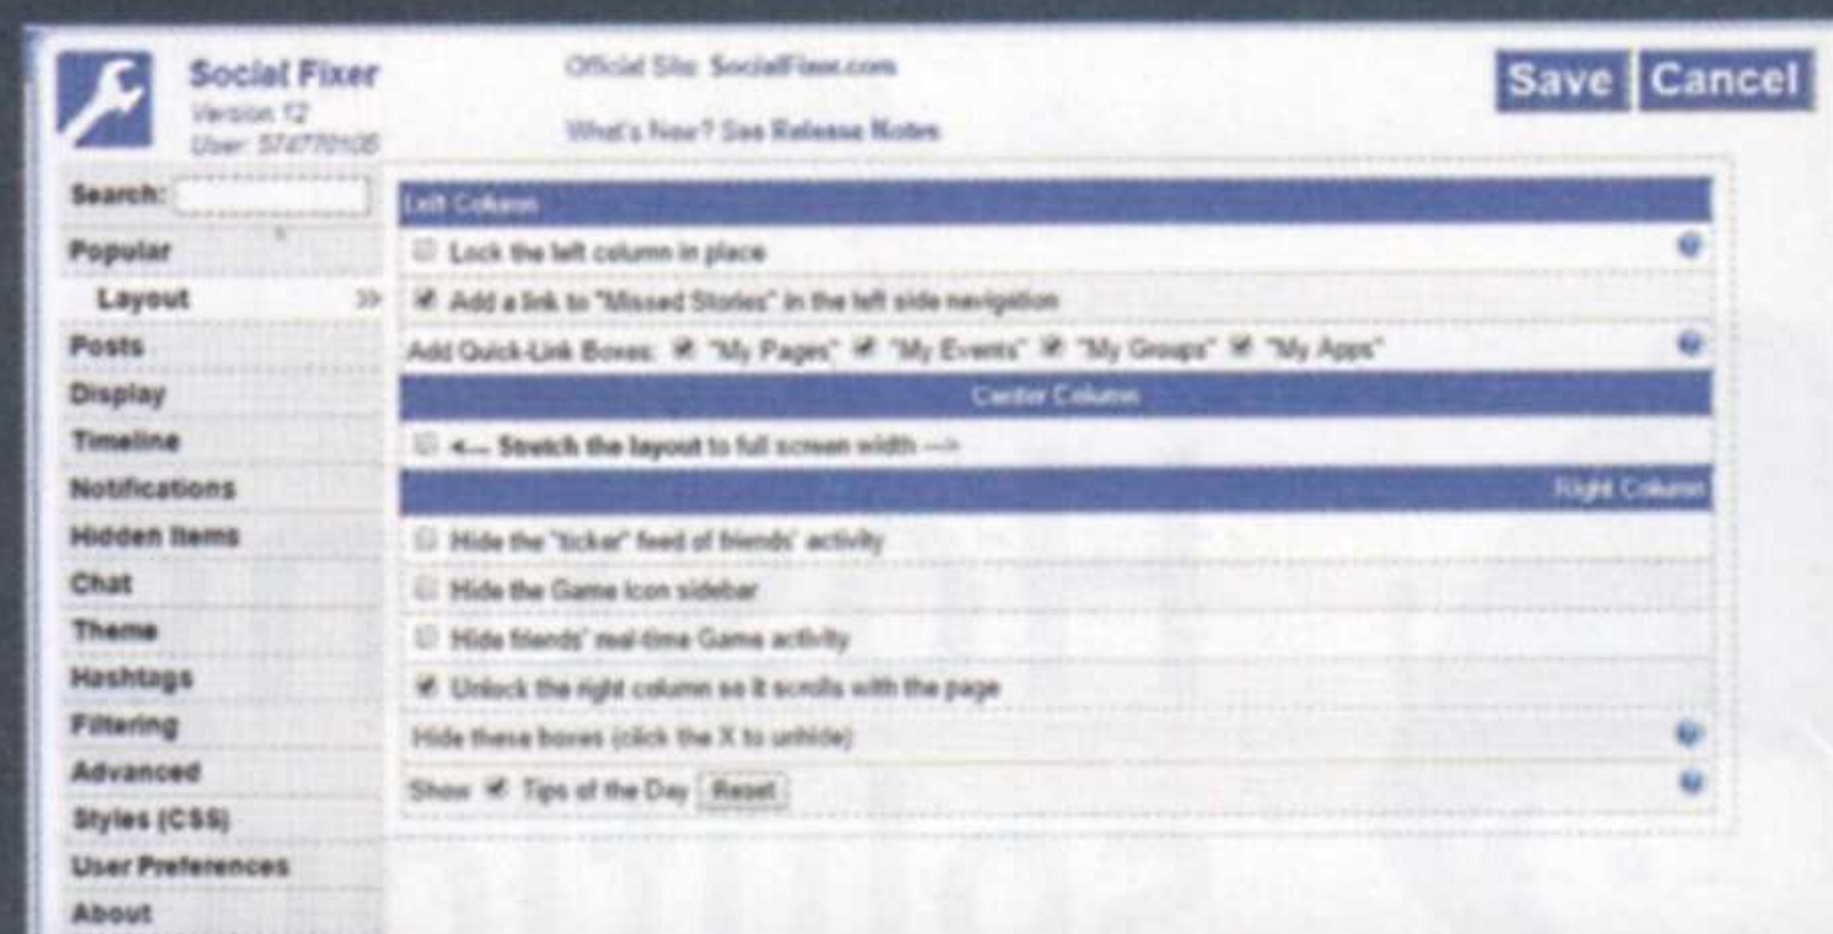 Social Fixer
Version 12
User: 574770105
Official Site: SocialFixer.com
What's New? See Release Notes
Save Cancel
Search:
Popular
Layout >>
Posts
Display
Timeline
Notifications
Hidden Items
Chat
Theme
Hashtags
Filtering
Advanced
Styles (CSS)
User Preferences
About
Left Column
Lock the left column in place
Add a link to "Missed Stories" in the left side navigation
Add Quick-Link Boxes: "My Pages" "My Events" "My Groups" "My Apps"
Center Column
<--- Stretch the layout to full screen width --->
Right Column
Hide the "ticker" feed of friends' activity
Hide the Game Icon sidebar
Hide friends' real-time Game activity
Unlock the right column so it scrolls with the page
Hide these boxes (click the X to unhide)
Show Tips of the Day Reset